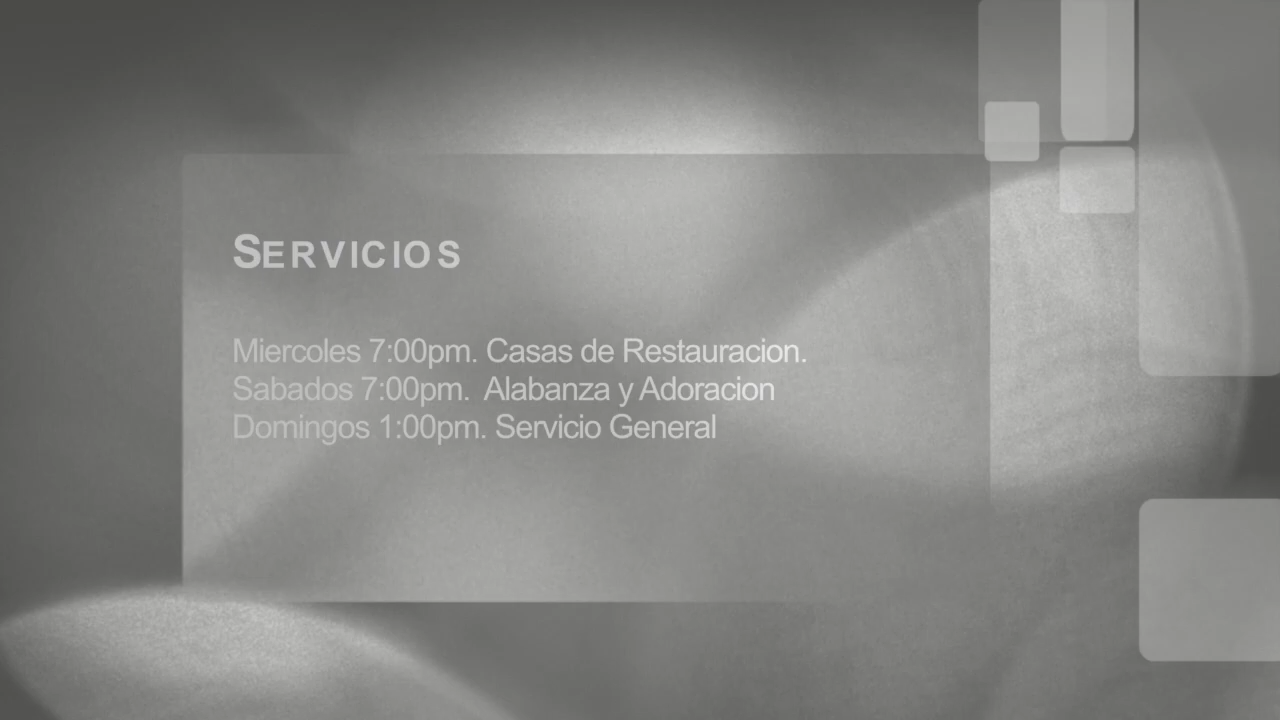 SERVICIOS
Miercoles 7:00pm. Casas de Restauracion.
Sabados 7:00pm. Alabanza y Adoracion
Domingos 1:00pm. Servicio General